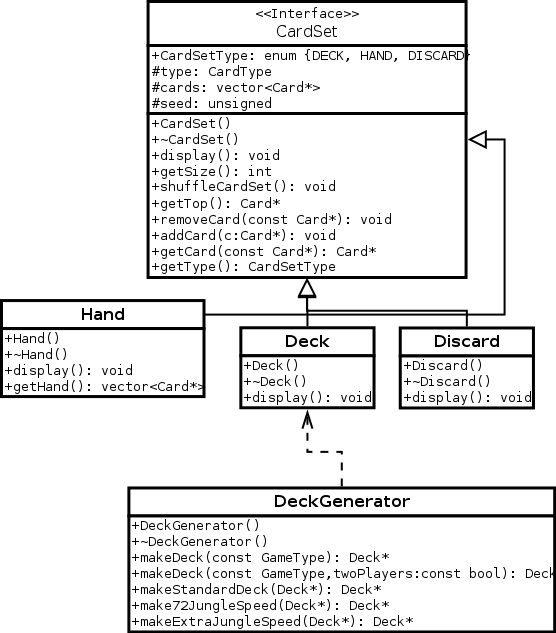 <<Interface>>
CardSet
+CardSetType: enum {DECK, HAND, DISCARD}
#type: CardType
#cards: vector<Card*>
#seed: unsigned
+CardSet()
+~CardSet()
+display(): void
+getSize(): int
+shuffleCardSet(): void
+getTop(): Card*
+removeCard(const Card*): void
+addCard(c:Card*): void
+getCard(const Card*): Card*
+getType(): CardSetType
Hand
+Hand()
+~Hand()
+display(): void
+getHand(): vector<Card*>
Deck
+Deck()
+~Deck()
+display(): void
Discard
+Discard()
+~Discard()
+display(): void
DeckGenerator
+DeckGenerator()
+~DeckGenerator()
+makeDeck(const GameType): Deck*
+makeDeck(const GameType,twoPlayers:const bool): Deck
+makeStandardDeck(Deck*): Deck*
+make72JungleSpeed(Deck*): Deck*
+makeExtraJungleSpeed(Deck*): Deck*